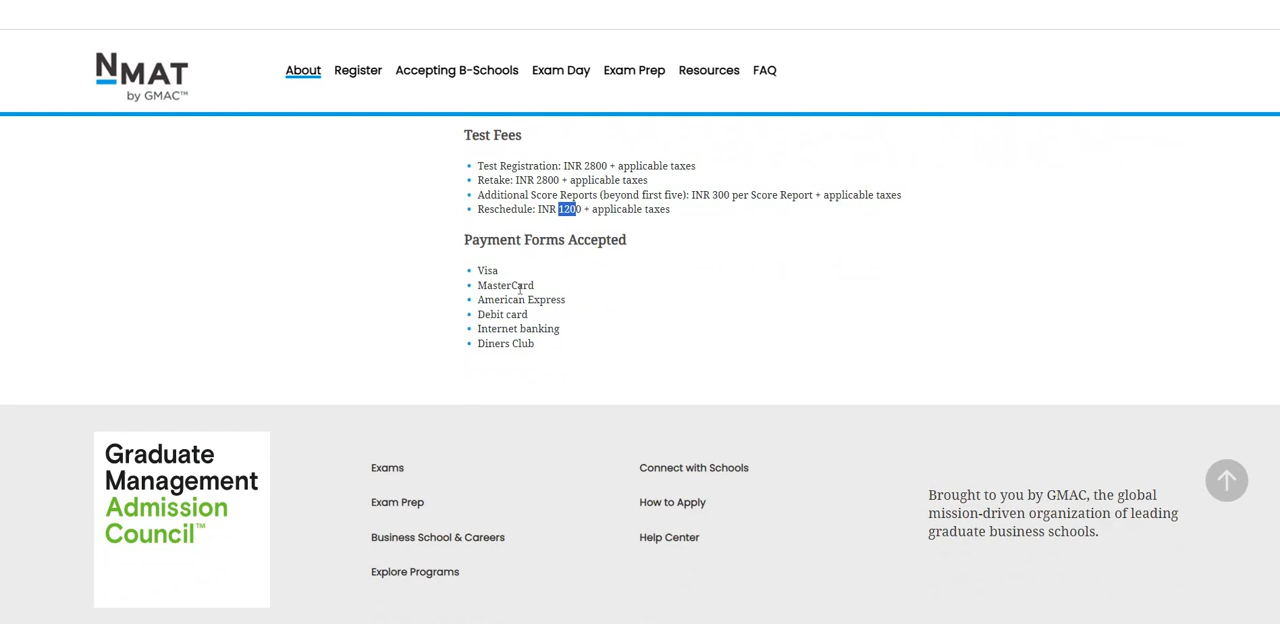 NMAT
by GMAC™
About Register Accepting B-Schools Exam Day Exam Prep Resources FAQ
Test Fees
Test Registration: INR 2800 + applicable taxes
Retake: INR 2800 + applicable taxes
Additional Score Reports (beyond first five): INR 300 per Score Report + applicable taxes
Reschedule: INR 1200 + applicable taxes
Payment Forms Accepted
Visa
MasterCard
American Express
Debit card
Internet banking
Diners Club
Graduate
Management
Admission
Council™
Exams
Exam Prep
Business School & Careers
Explore Programs
Connect with Schools
How to Apply
Help Center
Brought to you by GMAC, the global
mission-driven organization of leading
graduate business schools.